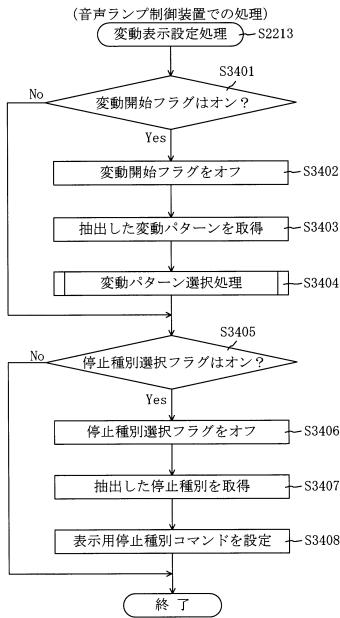 (音声ランプ制御装置での処理)
変動表示設定処理
S2213
S3401
No
変動開始フラグはオン？
Yes
変動開始フラグをオフ
S3402
抽出した変動パターンを取得
S3403
変動パターン選択処理
S3404
S3405
No
停止種別選択フラグはオン？
Yes
停止種別選択フラグをオフ
S3406
抽出した停止種別を取得
S3407
表示用停止種別コマンドを設定
S3408
終了